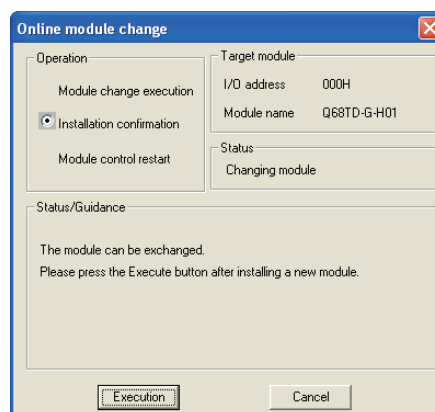 Online module change
Operation
Module change execution
Installation confirmation
Module control restart
Target module
I/O address 000H
Module name Q68TD-G-H01
Status
Changing module
Status/Guidance
The module can be exchanged.
Please press the Execute button after installing a new module.
Execution Cancel